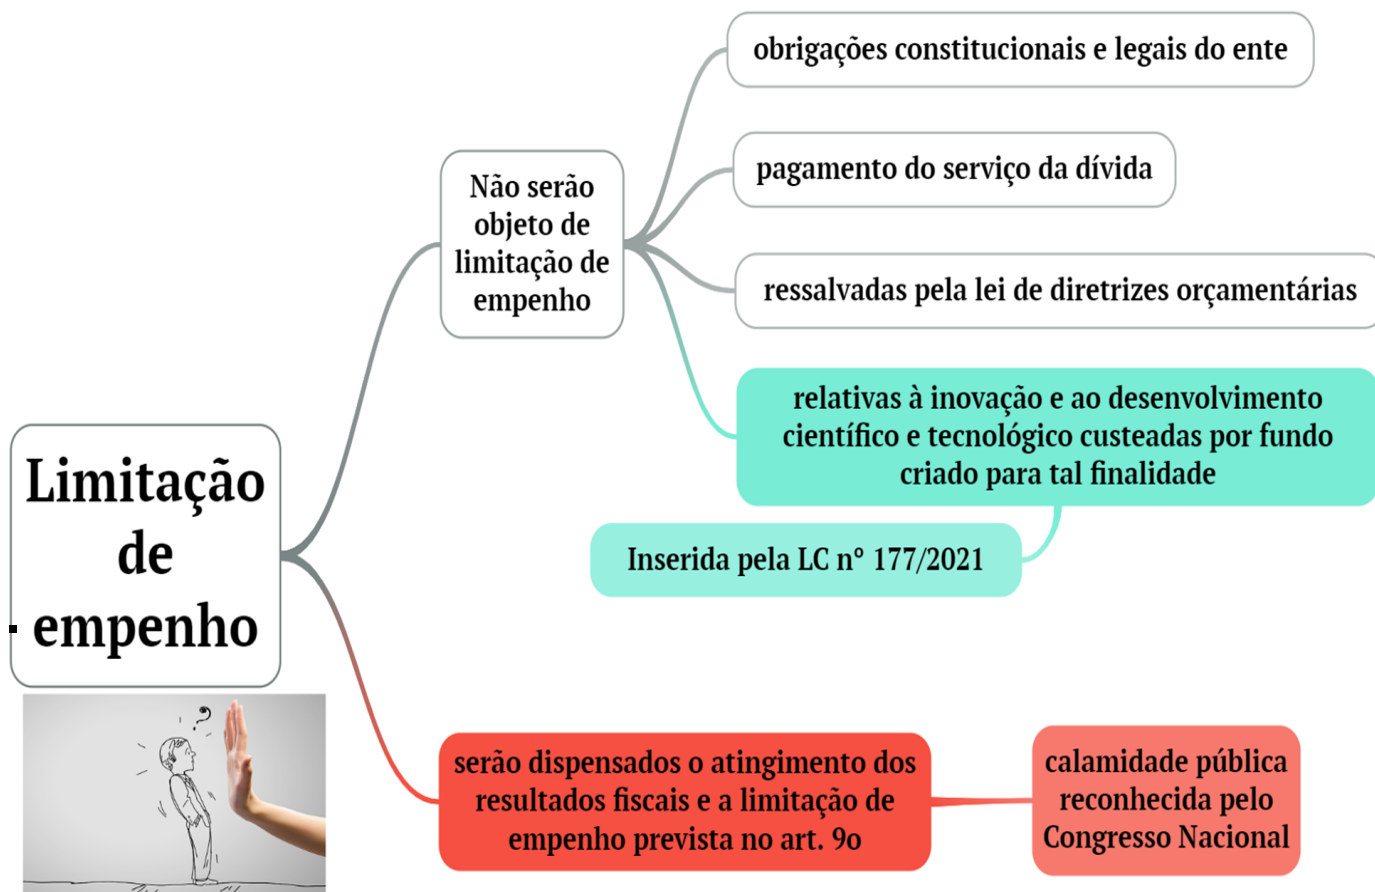 Limitação
de
empenho
Não serão
objeto de
limitação de
empenho
obrigações constitucionais e legais do ente
pagamento do serviço da dívida
ressalvadas pela lei de diretrizes orçamentárias
relativas à inovação e ao desenvolvimento
científico e tecnológico custeadas por fundo
criado para tal finalidade
Inserida pela LC nº 177/2021
serão dispensados o atingimento dos
resultados fiscais e a limitação de
empenho prevista no art. 9o
calamidade pública
reconhecida pelo
Congresso Nacional
?